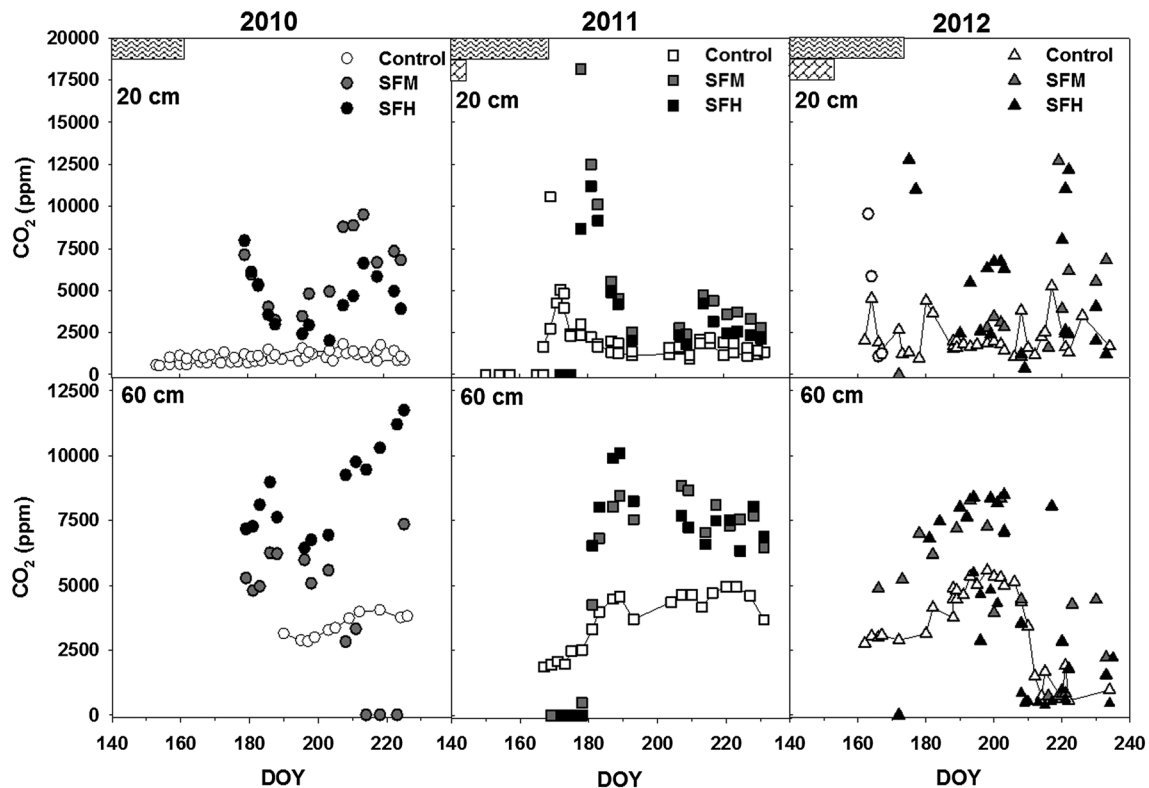 2010 2011 2012
20000
17500
15000
12500
10000
7500
5000
2500
0
CO2 (ppm)
20 cm
Control
SFM
SFH
20 cm
Control
SFM
SFH
20 cm
Control
SFM
SFH
12500
10000
7500
5000
2500
0
CO2 (ppm)
60 cm
60 cm
60 cm
140 160 180 200 220 140 160 180 200 220 140 160 180 200 220 240
DOY DOY DOY